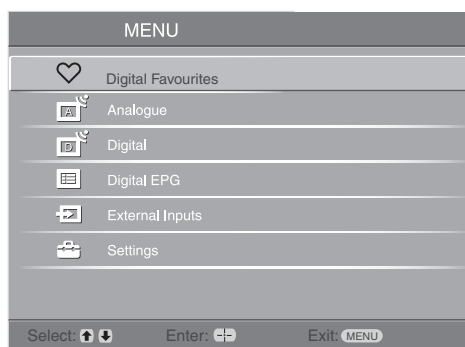 MENU
Digital Favourites
A Analogue
D Digital
Digital EPG
External Inputs
Settings
Select: Enter: Exit: MENU